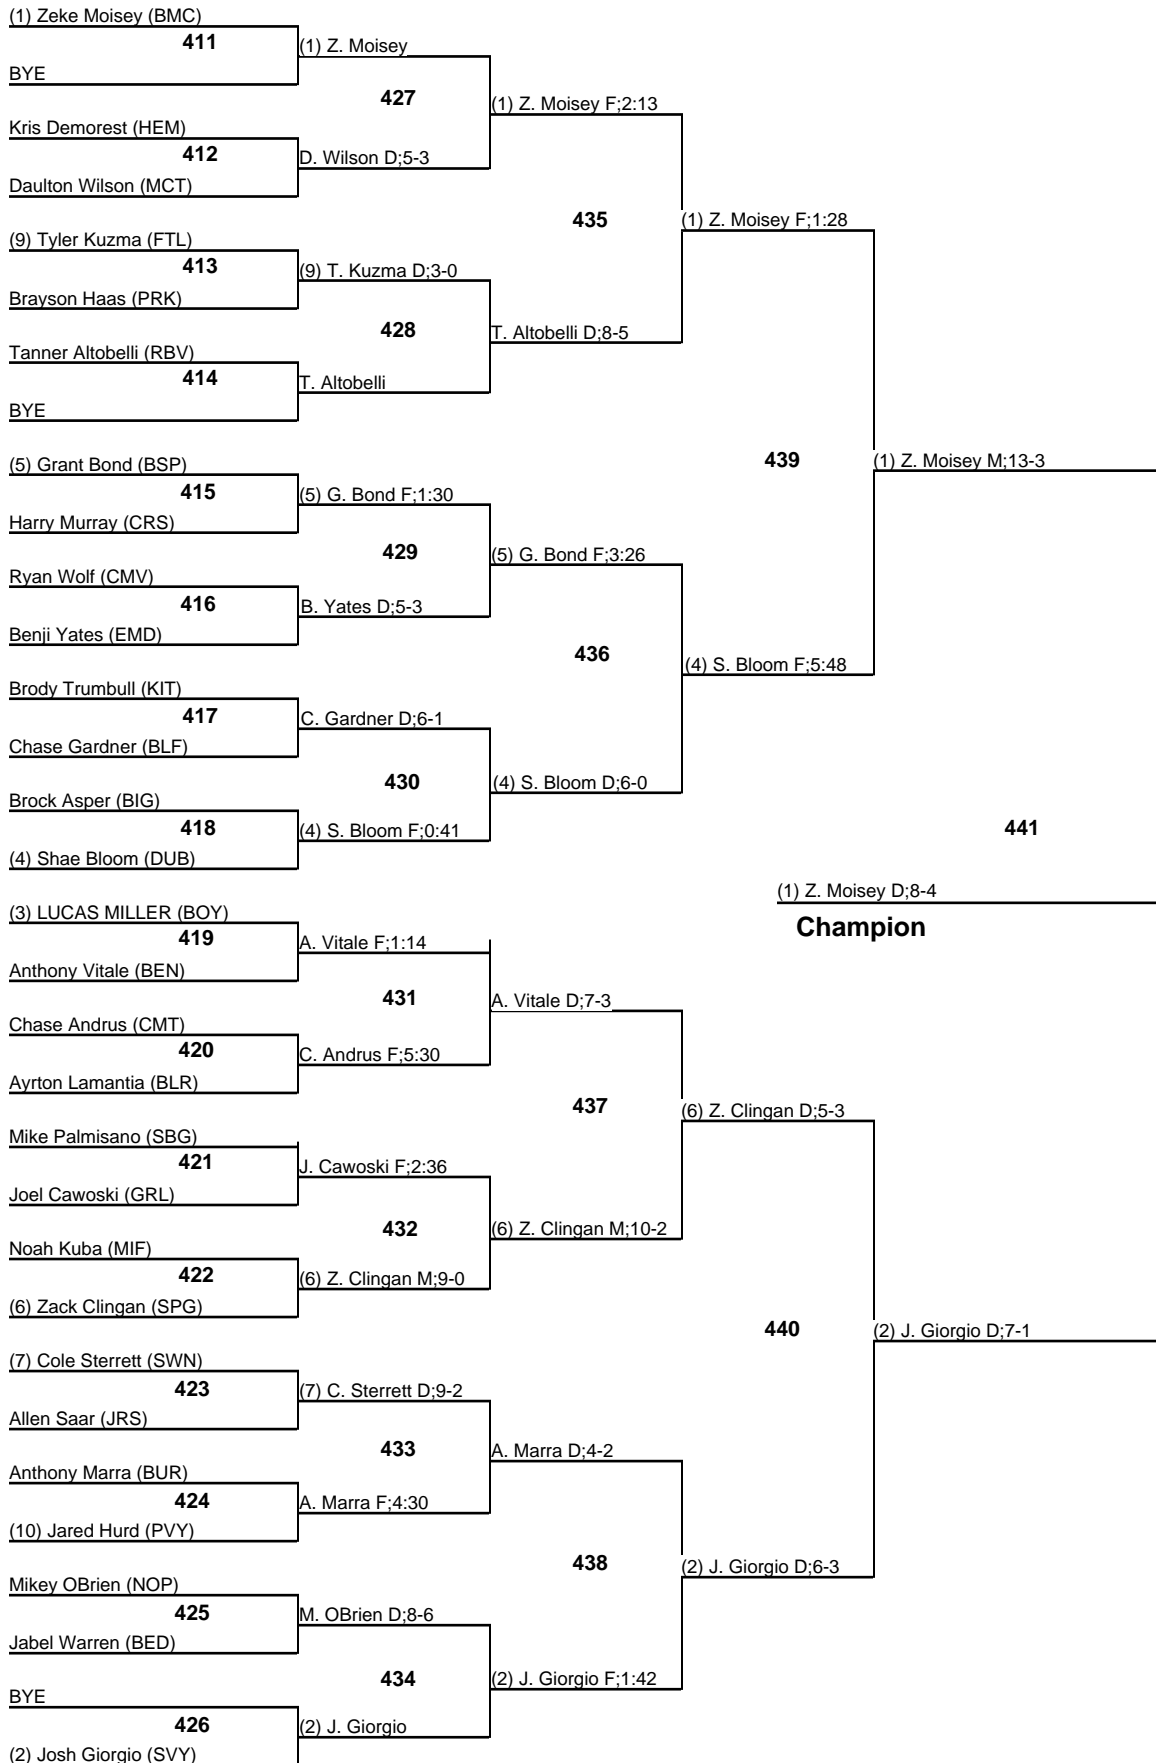 (1) Zeke Moisey (BMC)
411
(1) Z. Moisey
BYE
427
(1) Z. Moisey F;2:13
Kris Demorest (HEM)
412
D. Wilson D;5-3
Daulton Wilson (MCT)
435
(1) Z. Moisey F;1:28
(9) Tyler Kuzma (FTL)
413
(9) T. Kuzma D;3-0
Brayson Haas (PRK)
428
T. Altobelli D;8-5
Tanner Altobelli (RBV)
414
T. Altobelli
BYE
439
(1) Z. Moisey M;13-3
(5) Grant Bond (BSP)
415
(5) G. Bond F;1:30
Harry Murray (CRS)
429
(5) G. Bond F;3:26
Ryan Wolf (CMV)
416
B. Yates D;5-3
Benji Yates (EMD)
436
(4) S. Bloom F;5:48
Brody Trumbull (KIT)
417
C. Gardner D;6-1
Chase Gardner (BLF)
430
(4) S. Bloom D;6-0
Brock Asper (BIG)
418
(4) S. Bloom F;0:41
(4) Shae Bloom (DUB)
441
(1) Z. Moisey D;8-4
Champion
(3) LUCAS MILLER (BOY)
419
A. Vitale F;1:14
Anthony Vitale (BEN)
431
A. Vitale D;7-3
Chase Andrus (CMT)
420
C. Andrus F;5:30
Ayrton Lamantia (BLR)
437
(6) Z. Clingan D;5-3
Mike Palmisano (SBG)
421
J. Cawoski F;2:36
Joel Cawoski (GRL)
432
(6) Z. Clingan M;10-2
Noah Kuba (MIF)
422
(6) Z. Clingan M;9-0
(6) Zack Clingan (SPG)
440
(2) J. Giorgio D;7-1
(7) Cole Sterrett (SWN)
423
(7) C. Sterrett D;9-2
Allen Saar (JRS)
433
A. Marra D;4-2
Anthony Marra (BUR)
424
A. Marra F;4:30
(10) Jared Hurd (PVY)
438
(2) J. Giorgio D;6-3
Mikey OBrien (NOP)
425
M. OBrien D;8-6
Jabel Warren (BED)
434
(2) J. Giorgio F;1:42
BYE
426
(2) J. Giorgio
(2) Josh Giorgio (SVY)